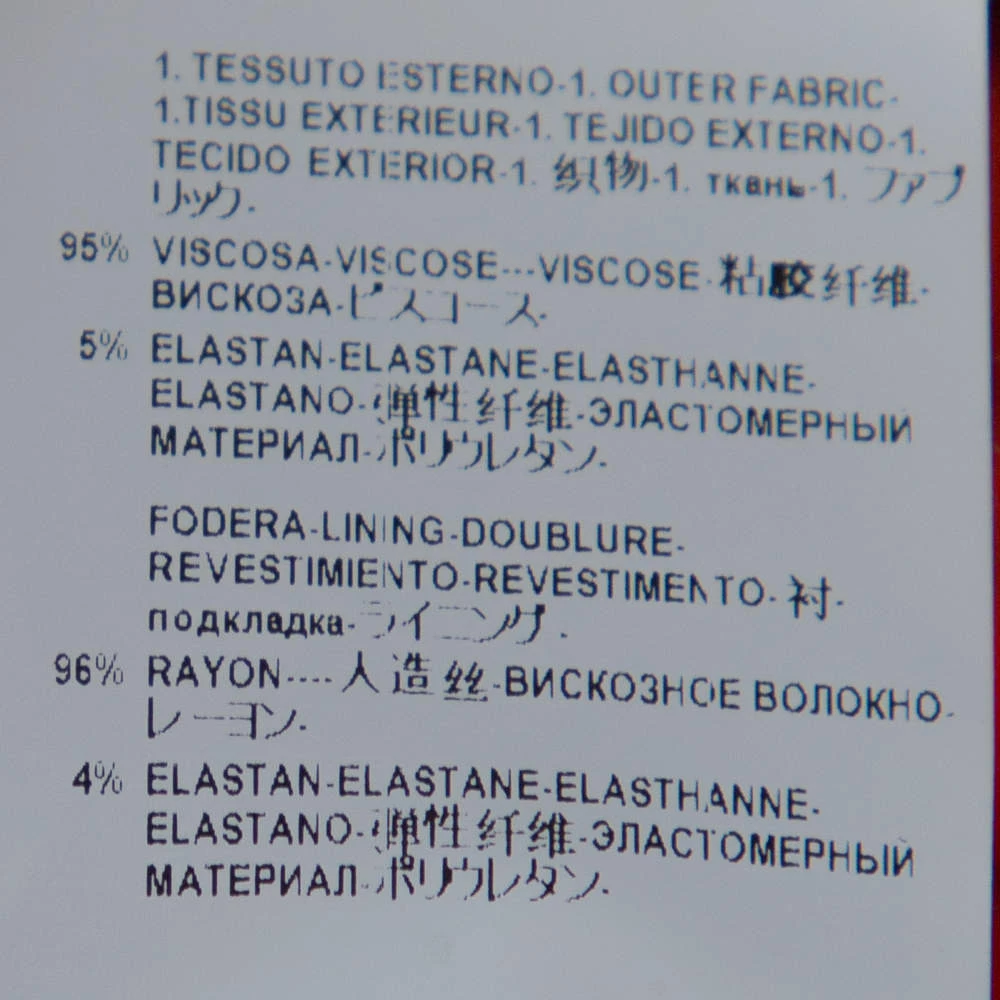 1. TESSUTO ESTERNO-1. OUTER FABRIC-
1.TISSU EXTERIEUR-1. TEJIDO EXTERNO-1.
TECIDO EXTERIOR-1. 织物-1. ткань-1. ファブ
リック.
95% VISCOSA-VISCOSE---VISCOSE-粘胶纤维-
ВИСКОЗА-ビスコース-
5% ELASTAN-ELASTANE-ELASTHANNE-
ELASTANO-弹性纤维-ЭЛАСТОМЕРНЫЙ
МАТЕРИАЛ-ポリウレタン-
FODERA-LINING-DOUBLURE-
REVESTIMIENTO-REVESTIMENTO-衬-
подкладка-ライニング.
96% RAYON----人造丝-ВИСКОЗНОЕ ВОЛОКНО-
レーヨン-
4% ELASTAN-ELASTANE-ELASTHANNE-
ELASTANO-弹性纤维-ЭЛАСТОМЕРНЫЙ
МАТЕРИАЛ-ポリウレタン-